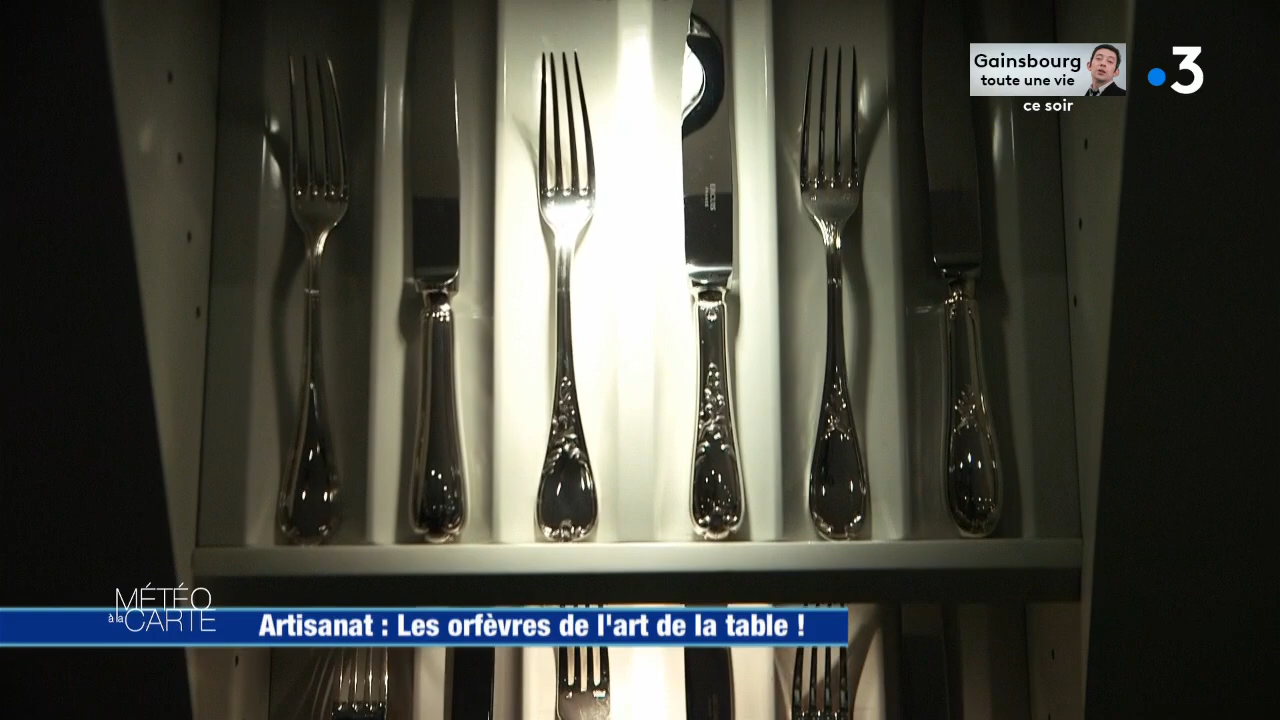 Gainsbourg
toute une vie
ce soir
3
MÉTÉO
à la CARTE
Artisanat : Les orfèvres de l'art de la table !